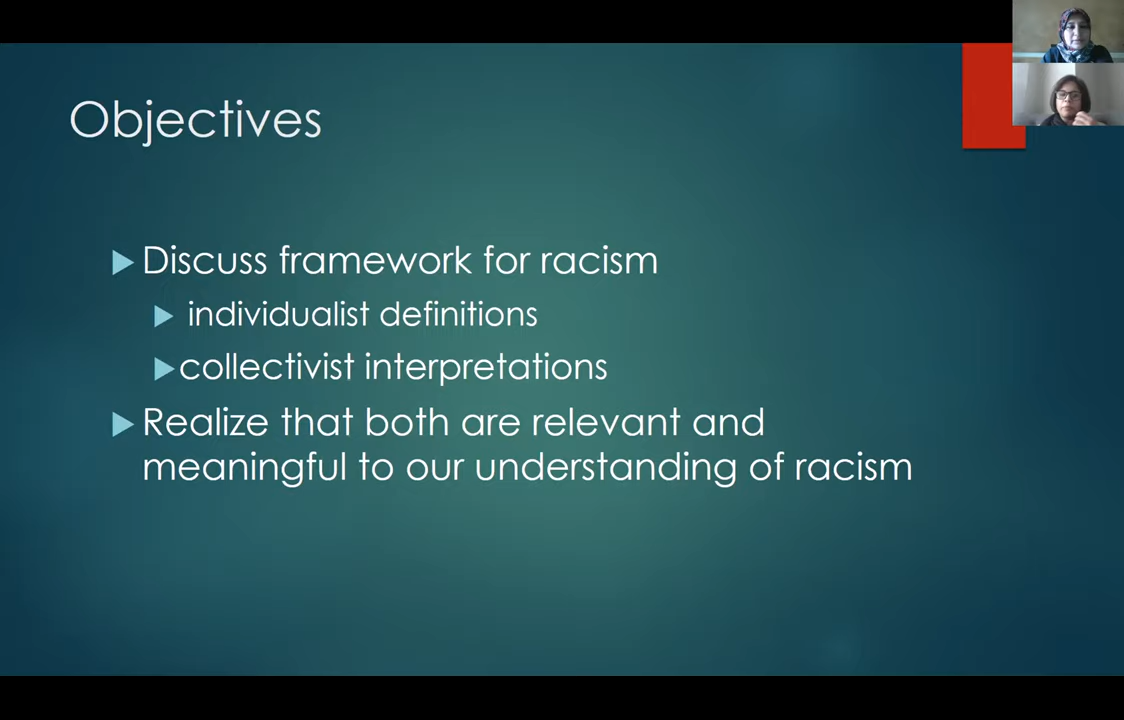 Objectives
Discuss framework for racism
individualist definitions
collectivist interpretations
Realize that both are relevant and
meaningful to our understanding of racism